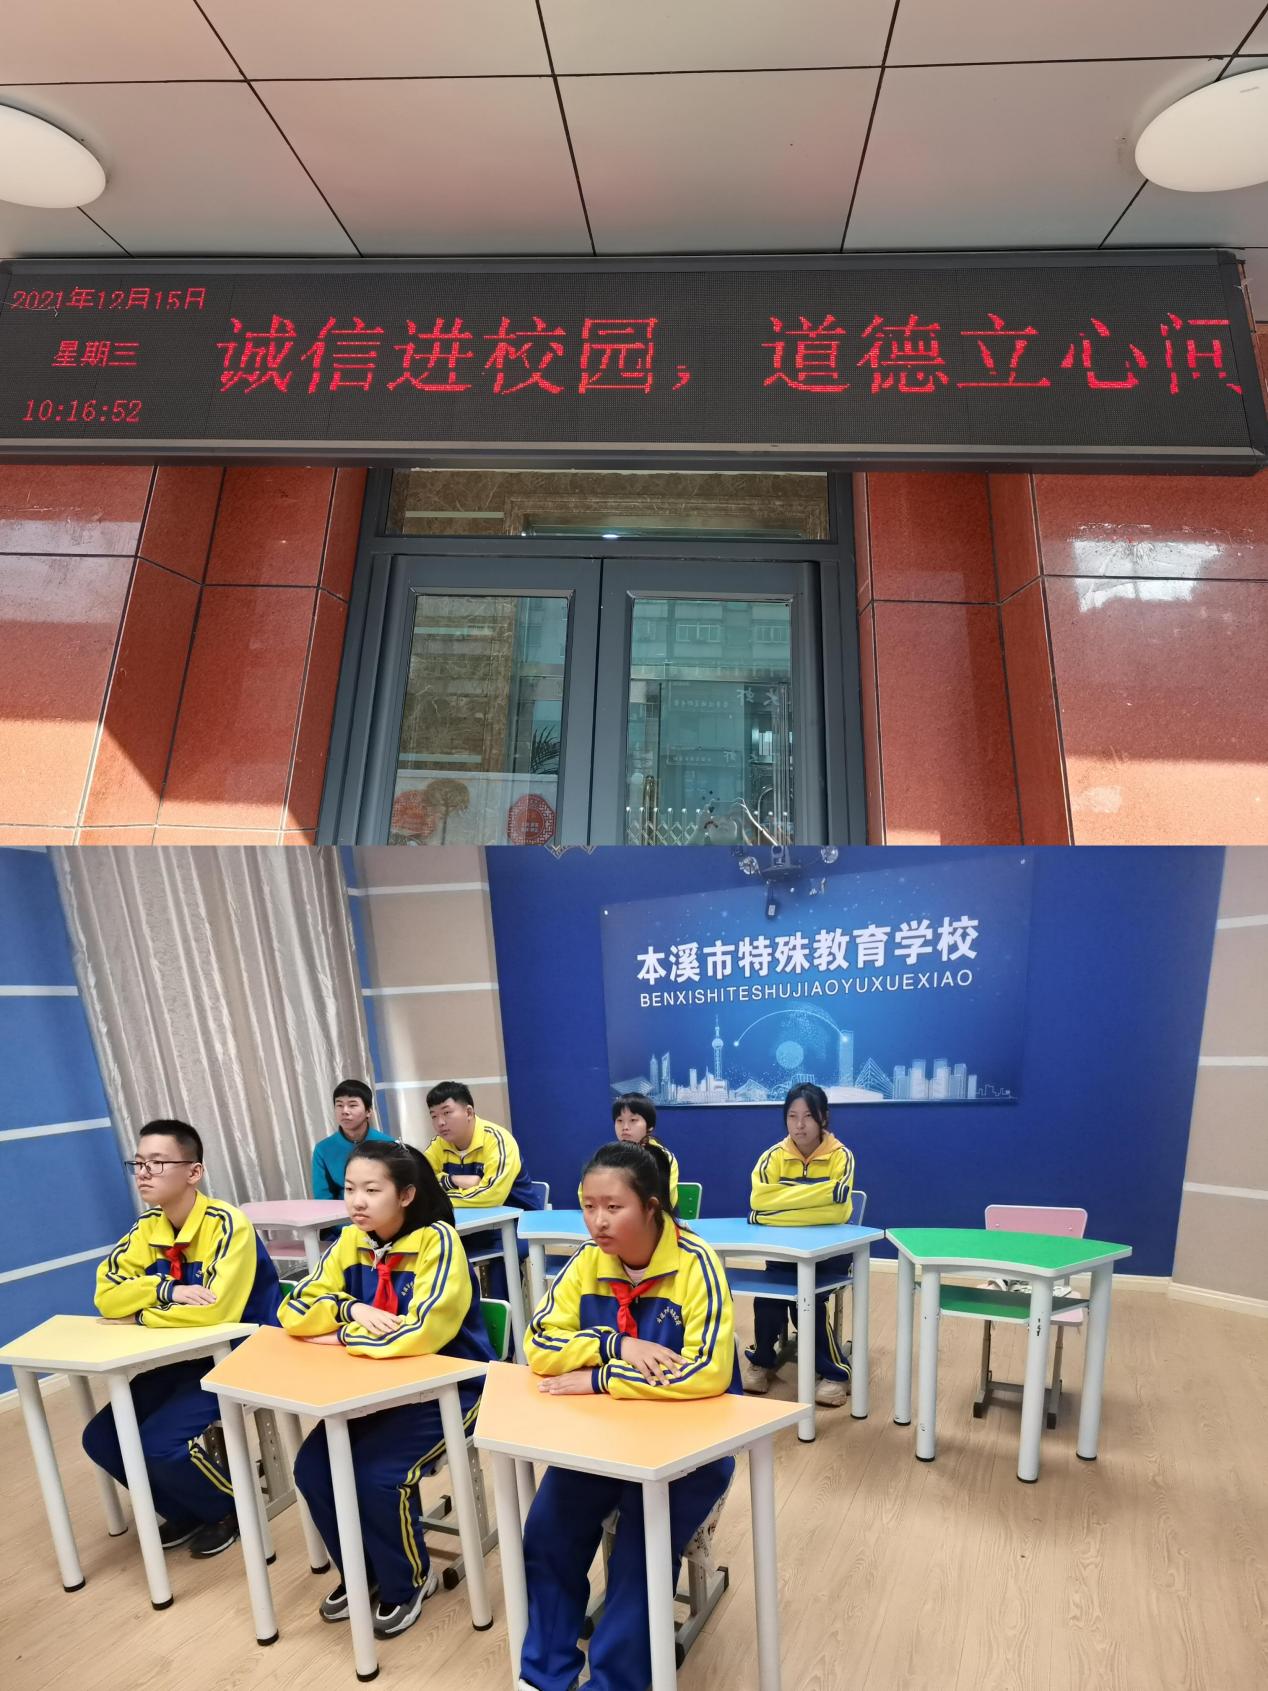 2021年12月15日
星期三
10:16:52
诚信进校园，道德立心间
本溪市特殊教育学校
BENXISHITESHUJIAOYUXUEXIAO